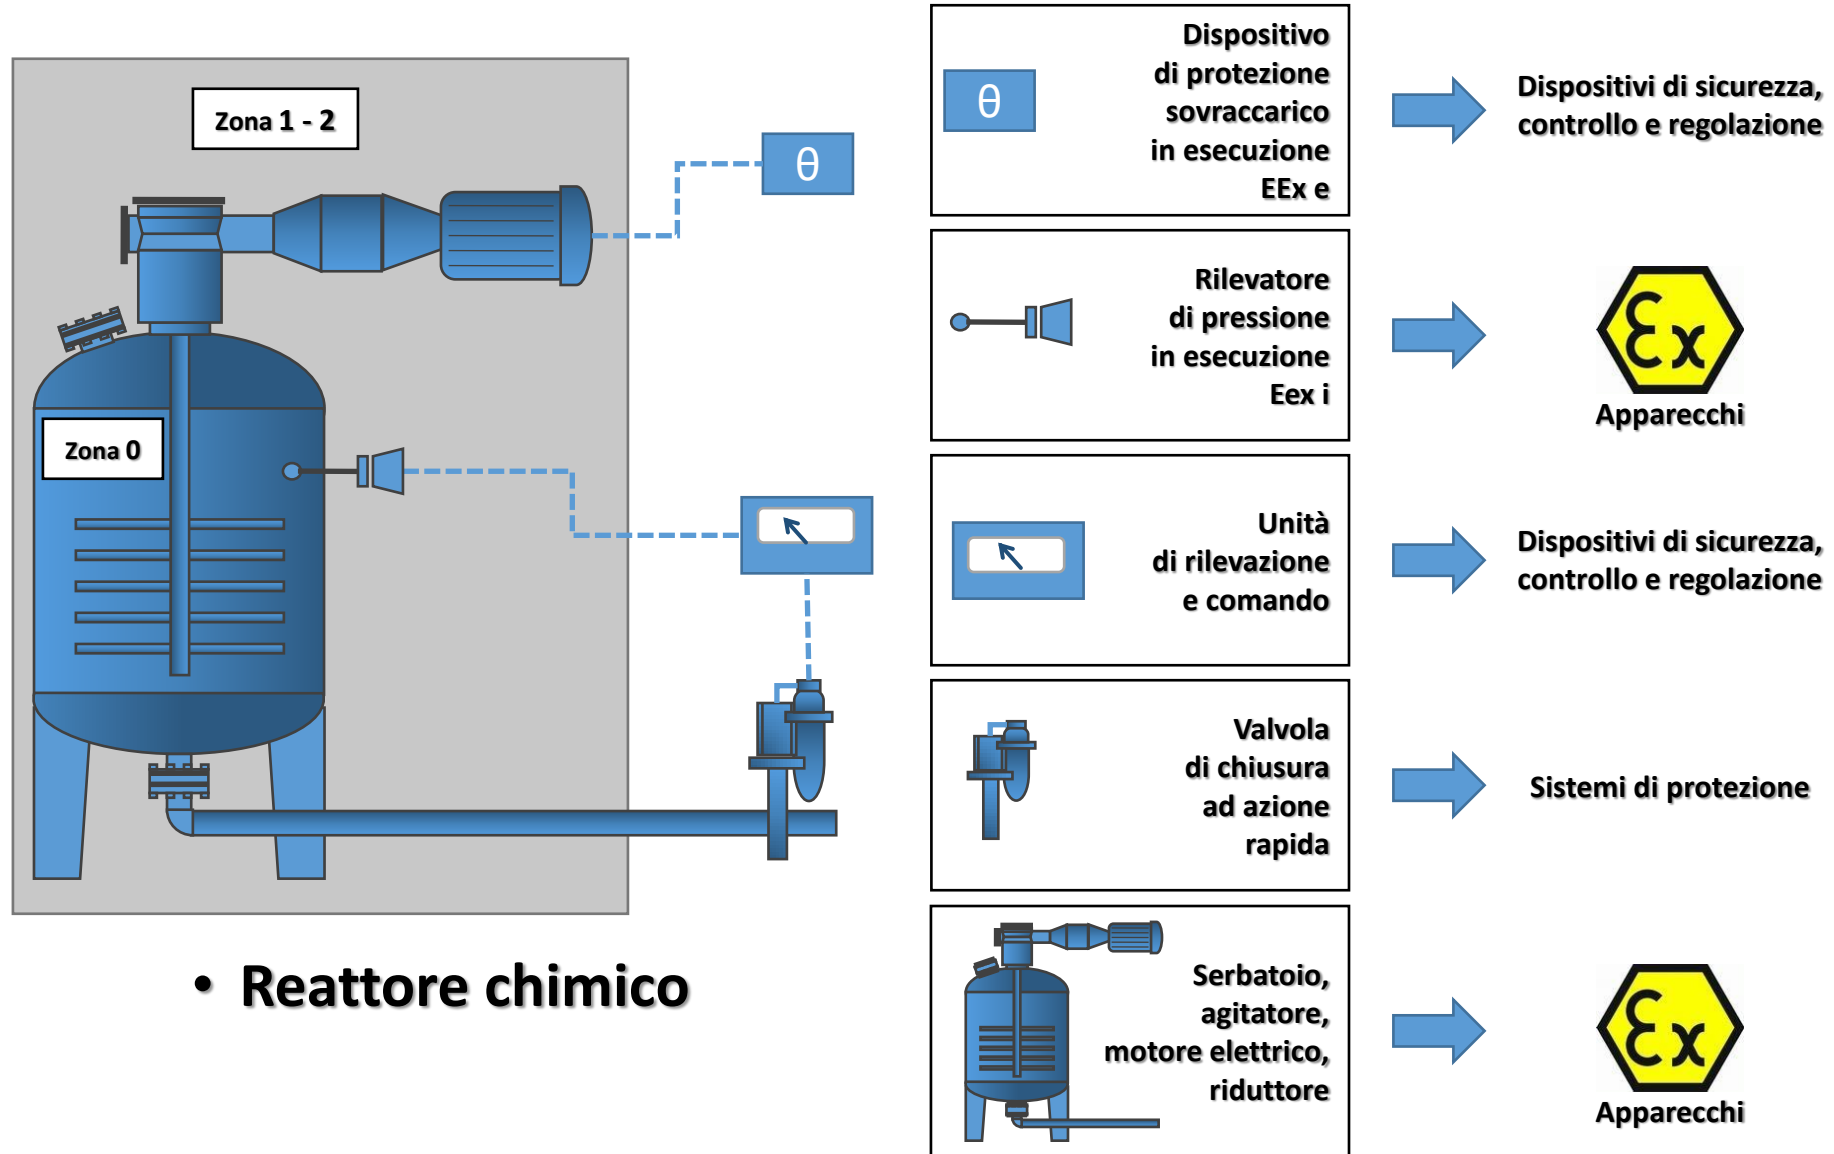 Zona 1 - 2
θ
Zona 0
• Reattore chimico
θ
Dispositivo
di protezione
sovraccarico
in esecuzione
EEx e
Dispositivi di sicurezza,
controllo e regolazione
Rilevatore
di pressione
in esecuzione
Eex i
Ex
Apparecchi
Unità
di rilevazione
e comando
Dispositivi di sicurezza,
controllo e regolazione
Valvola
di chiusura
ad azione
rapida
Sistemi di protezione
Serbatoio,
agitatore,
motore elettrico,
riduttore
Ex
Apparecchi